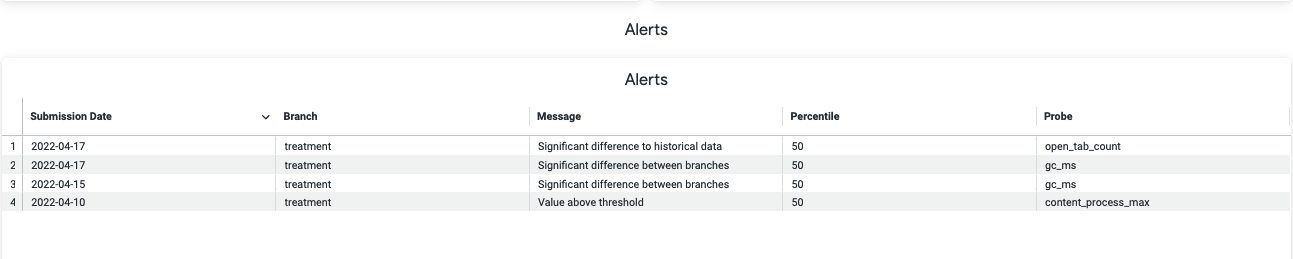 Alerts
Alerts
Submission Date Branch Message Percentile Probe
1 2022-04-17 treatment Significant difference to historical data 50 open_tab_count
2 2022-04-17 treatment Significant difference between branches 50 gc_ms
3 2022-04-15 treatment Significant difference between branches 50 gc_ms
4 2022-04-10 treatment Value above threshold 50 content_process_max